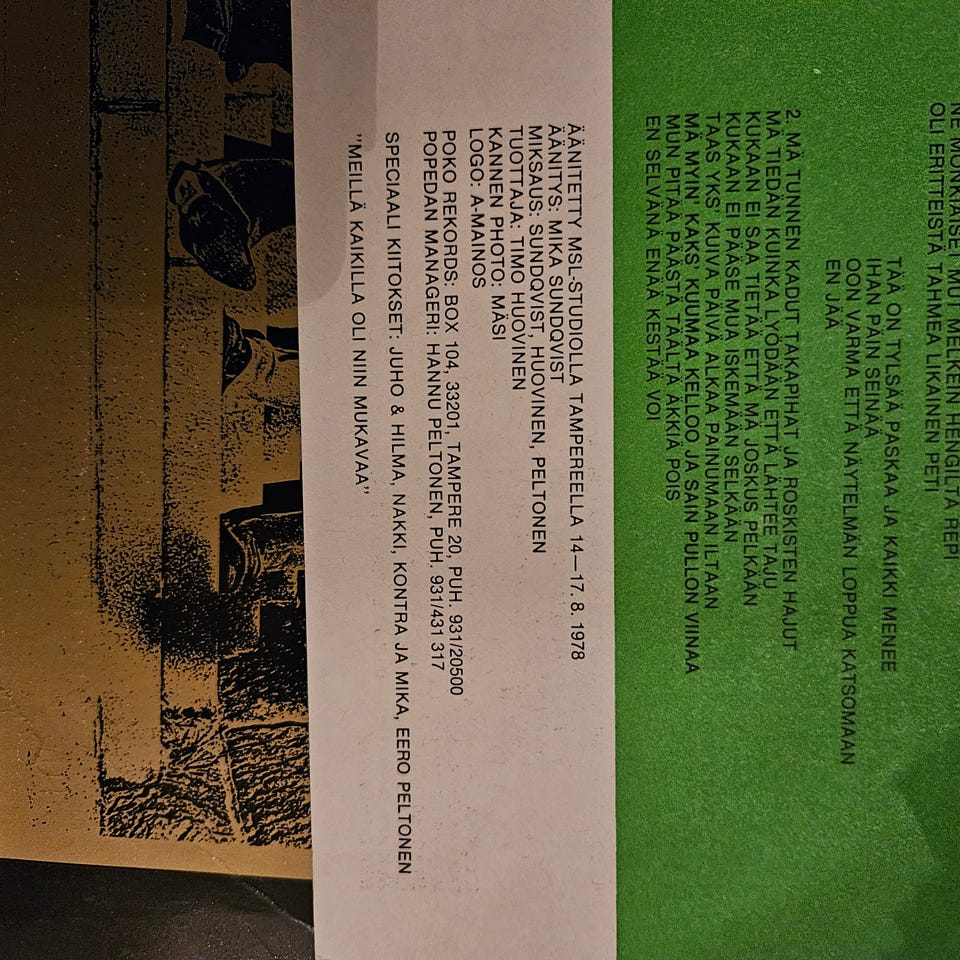 NE MUNKAISET MUT MELKEIN HENGILTÄ REPI
OLI ERITTEISTÄ TAHMEA LIKAINEN PETI
TÄÄ ON TYLSÄÄ PASKAA JA KAIKKI MENEE
IHAN PÄIN SEINÄÄ
OON VARMA ETTÄ NÄYTELMÄN LOPPUA KATSOMAAN
EN JÄÄ
2. MÄ TUNNEN KADUT TAKAPIHAT JA ROSKISTEN HAJUT
MÄ TIEDÄN KUINKA LYÖDÄÄN ETTÄ LÄHTEE TAJU
KUKAAN EI SAA TIETÄÄ ETTÄ MÄ JOSKUS PELKÄÄN
KUKAAN EI PÄÄSE MUA ISKEMÄÄN SELKÄÄN
TAAS YKS' KUIVA PÄIVÄ ALKAA PAINUMAAN ILTAAN
MÄ MYIN' KAKS' KUUMAA KELLOO JA SAIN PULLON VIINAA
MUN PITÄÄ PÄÄSTÄ TÄÄLTÄ ÄKKIÄ POIS
EN SELVÄNÄ ENÄÄ KESTÄÄ VOI
ÄÄNITETTY MSL-STUDIOLLA TAMPEREELLA 14—17. 8. 1978
ÄÄNITYS: MIKA SUNDQVIST
MIKSAUS: SUNDQVIST, HUOVINEN, PELTONEN
TUOTTAJA: TIMO HUOVINEN
KANNEN PHOTO: MÄSI
LOGO: A-MAINOS
POKO REKORDS: BOX 104, 33201, TAMPERE 20, PUH. 931/20500
POPEDAN MANAGERI: HANNU PELTONEN, PUH. 931/431 317
SPECIAALI KIITOKSET: JUHO & HILMA, NAKKI, KONTRA JA MIKA, EERO PELTONEN
"MEILLÄ KAIKILLA OLI NIIN MUKAVAA"